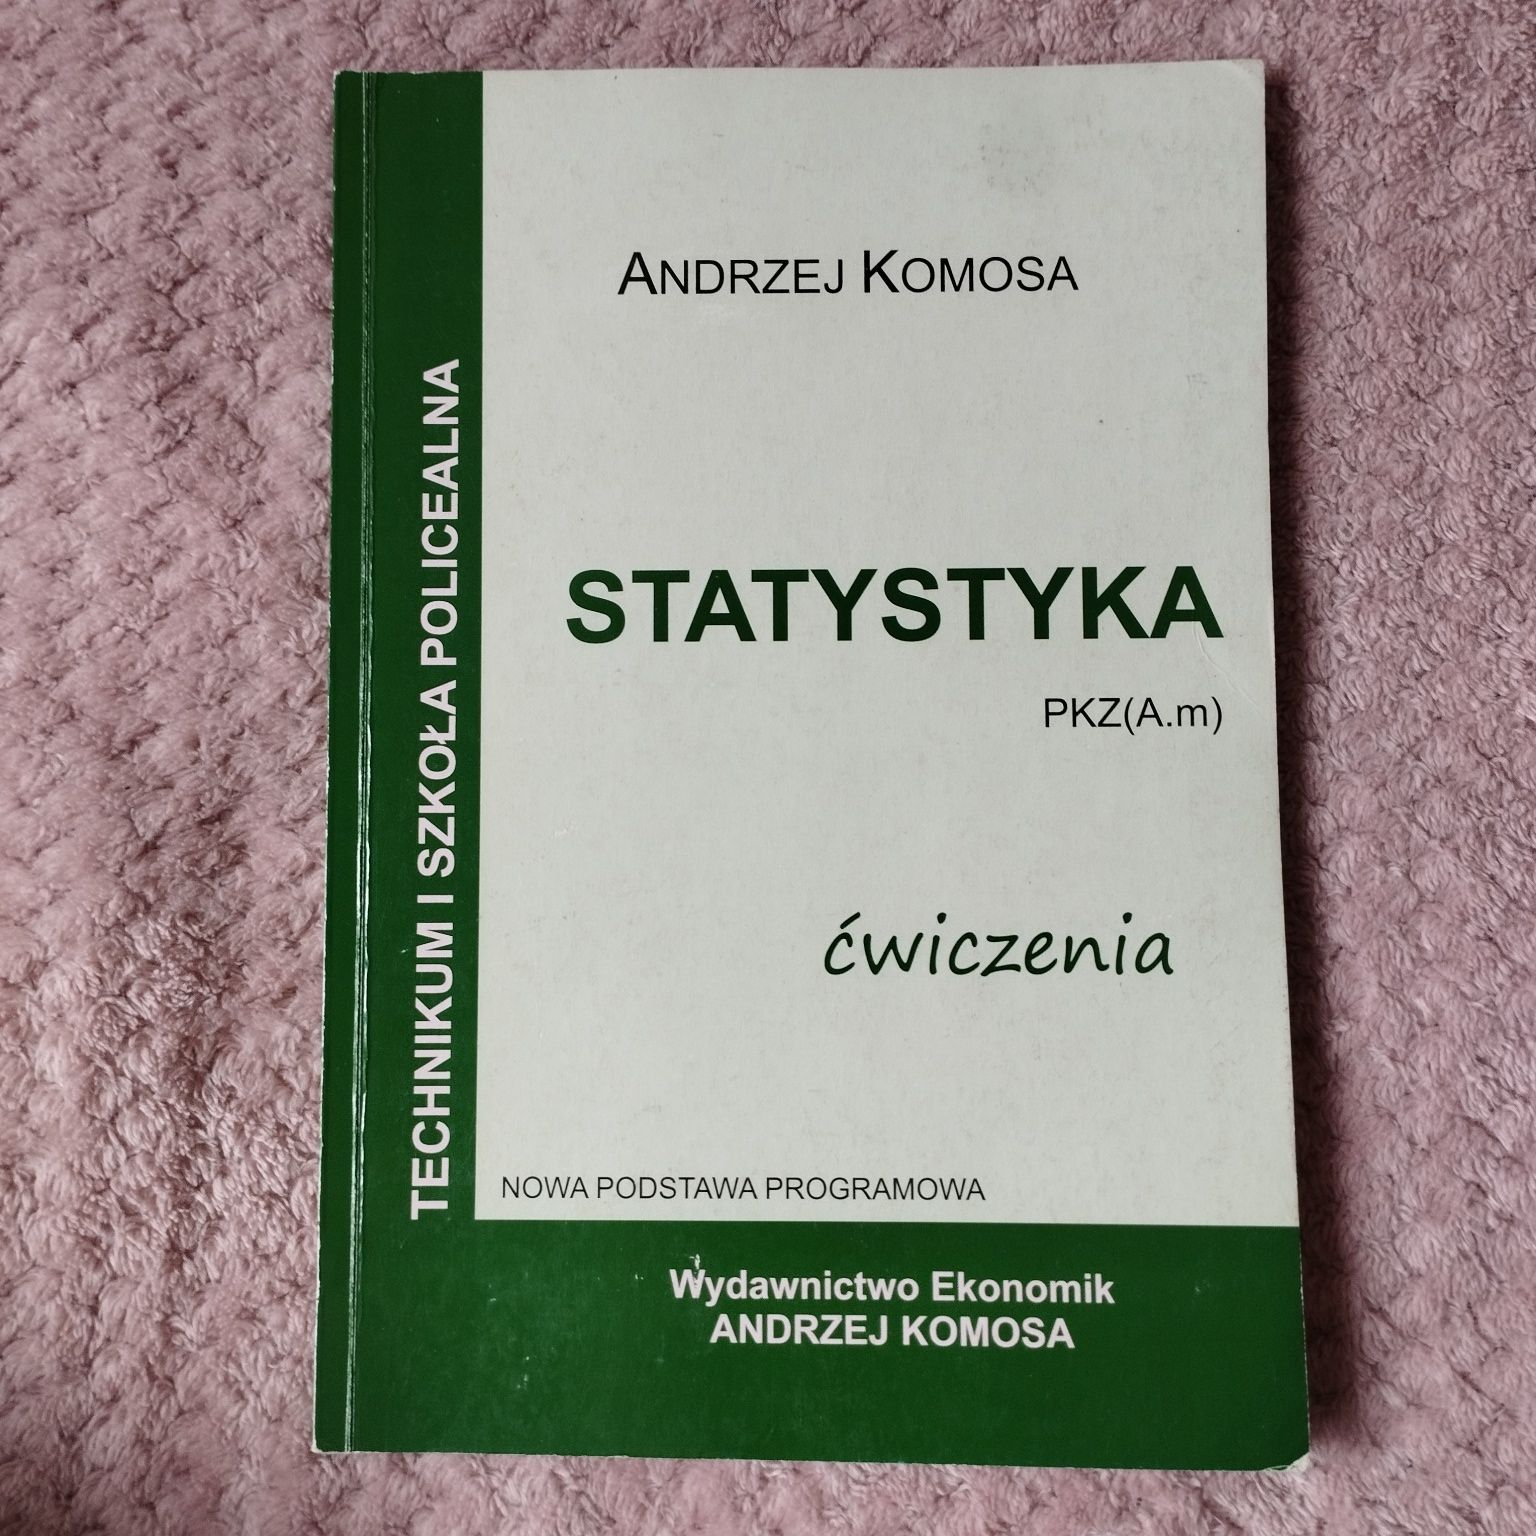 ANDRZEJ KOMOSA
TECHNIKUM I SZKOŁA POLICEALNA
STATYSTYKA
PKZ(A.m)
ćwiczenia
NOWA PODSTAWA PROGRAMOWA
Wydawnictwo Ekonomik
ANDRZEJ KOMOSA